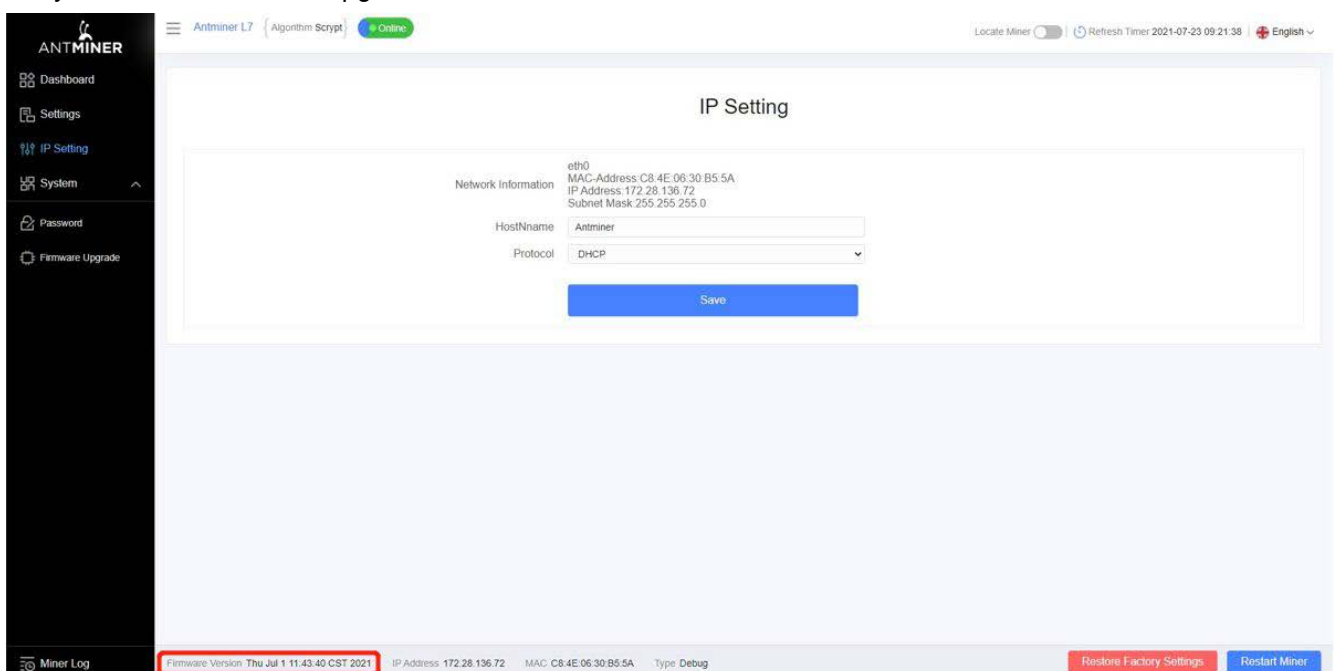 ANTMINER
Antminer L7 { Algorithm Scrypt } Online
Locate Miner Refresh Timer 2021-07-23 09:21:38 English
Dashboard
Settings
IP Setting
System
Password
Firmware Upgrade
IP Setting
Network Information
eth0
MAC-Address:C8:4E:06:30:B5:5A
IP Address:172.28.136.72
Subnet Mask:255.255.255.0
HostNname Antminer
Protocol DHCP
Save
Miner Log
Firmware Version Thu Jul 1 11:43:40 CST 2021 IP Address 172.28.136.72 MAC C8:4E:06:30:B5:5A Type Debug
Restore Factory Settings Restart Miner